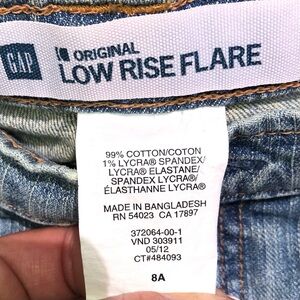 GAP
ORIGINAL
LOW RISE FLARE
99% COTTON/COTON
1% LYCRA® SPANDEX/
LYCRA® ELASTANE/
SPANDEX LYCRA®/
ÉLASTHANNE LYCRA®
MADE IN BANGLADESH
RN 54023 CA 17897
372064-00-1
VND 303911
05/12
CT#484093
8A